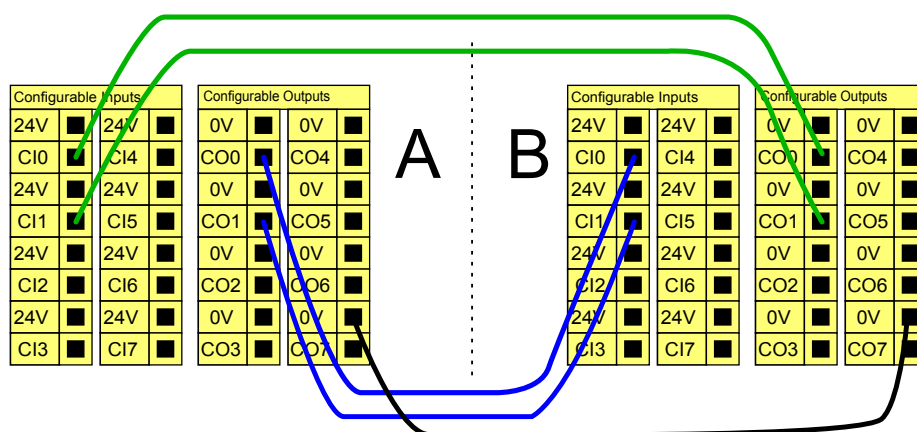 Configurable Inputs
24V 24V
CI0 CI4
24V 24V
CI1 CI5
24V 24V
CI2 CI6
24V 24V
CI3 CI7
Configurable Outputs
0V 0V
CO0 CO4
0V 0V
CO1 CO5
0V 0V
CO2 CO6
0V 0V
CO3 CO7
A
B
Configurable Inputs
24V 24V
CI0 CI4
24V 24V
CI1 CI5
24V 24V
CI2 CI6
24V 24V
CI3 CI7
Configurable Outputs
0V 0V
CO0 CO4
0V 0V
CO1 CO5
0V 0V
CO2 CO6
0V 0V
CO3 CO7